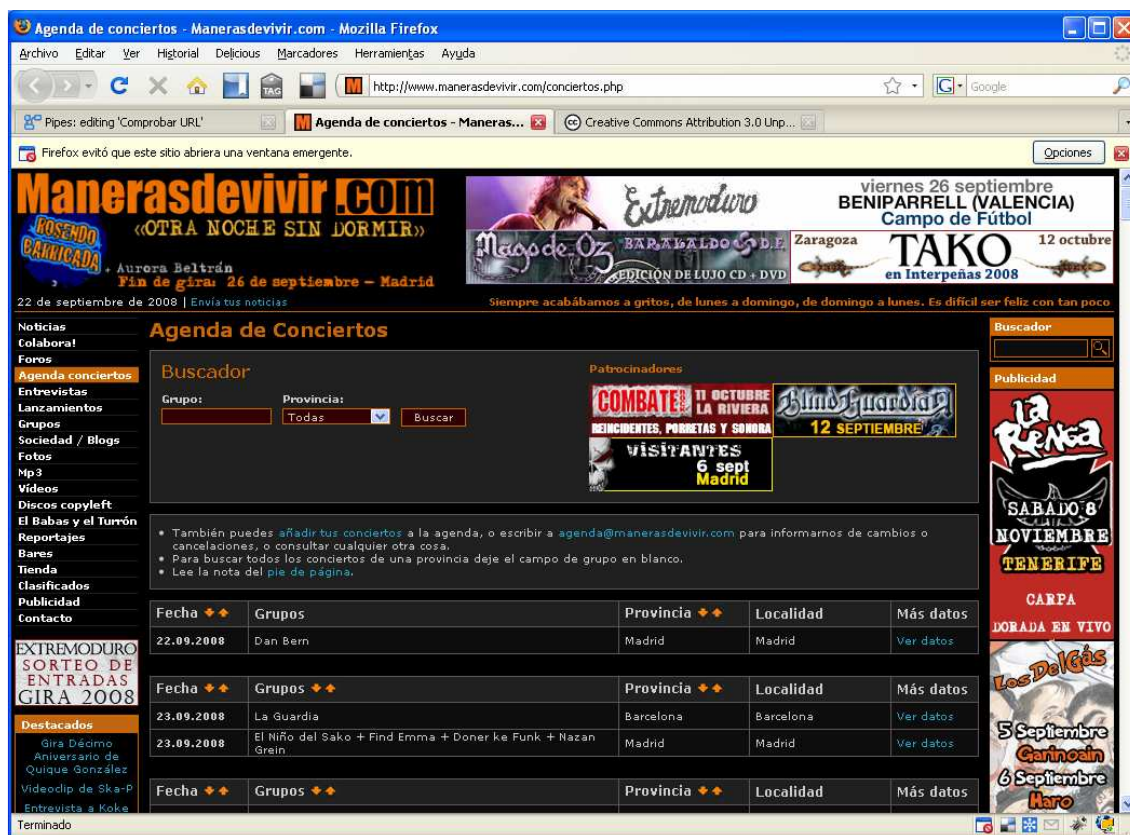 Agenda de conciertos - Manerasdevivir.com - Mozilla Firefox
Archivo Editar Ver Historial Delicious Marcadores Herramientas Ayuda
TAG M http://www.manerasdevivir.com/conciertos.php G Google
Pipes: editing 'Comprobar URL' M Agenda de conciertos - Maneras... cc Creative Commons Attribution 3.0 Unp...
Firefox evitó que este sitio abriera una ventana emergente. Opciones
Manerasdevivir.com
«OTRA NOCHE SIN DORMIR»
ROSENDO
BARRICADA
+ Aurora Beltrán
Fin de gira: 26 de septiembre – Madrid
Extremoduro
viernes 26 septiembre
BENIPARRELL (VALENCIA)
Campo de Fútbol
Mago de Oz BARAKALDO D.F.
EDICIÓN DE LUJO CD + DVD
Zaragoza TAKO 12 octubre
en Interpeñas 2008
22 de septiembre de 2008 | Envía tus noticias
Siempre acabábamos a gritos, de lunes a domingo, de domingo a lunes. Es difícil ser feliz con tan poco
Noticias
Colabora!
Foros
Agenda conciertos
Entrevistas
Lanzamientos
Grupos
Sociedad / Blogs
Fotos
Mp3
Vídeos
Discos copyleft
El Babas y el Turrón
Reportajes
Bares
Tienda
Clasificados
Publicidad
Contacto
EXTREMODURO
SORTEO DE
ENTRADAS
GIRA 2008
Destacados
Gira Décimo
Aniversario de
Quique González
Videoclip de Ska-P
Entrevista a Koke
Agenda de Conciertos
Buscador
Grupo: Provincia:
Todas Buscar
Patrocinadores
COMBATE 11 OCTUBRE
LA RIVIERA
REINCIDENTES, PORRETAS Y SONORA
Blind Guardian
12 SEPTIEMBRE
VISITANTES
6 sept
Madrid
• También puedes añadir tus conciertos a la agenda, o escribir a agenda@manerasdevivir.com para informarnos de cambios o
cancelaciones, o consultar cualquier otra cosa.
• Para buscar todos los conciertos de una provincia deje el campo de grupo en blanco.
• Lee la nota del pie de página.
Fecha Grupos Provincia Localidad Más datos
22.09.2008 Dan Bern Madrid Madrid Ver datos
Fecha Grupos Provincia Localidad Más datos
23.09.2008 La Guardia Barcelona Barcelona Ver datos
23.09.2008 El Niño del Sako + Find Emma + Doner ke Funk + Nazan
Grein Madrid Madrid Ver datos
Fecha Grupos Provincia Localidad Más datos
Buscador
Publicidad
La
Renga
SABADO 8
NOVIEMBRE
TENERIFE
CARPA
DORADA EN VIVO
Los DelGás
5 Septiembre
Garinoain
6 Septiembre
Haro
Terminado